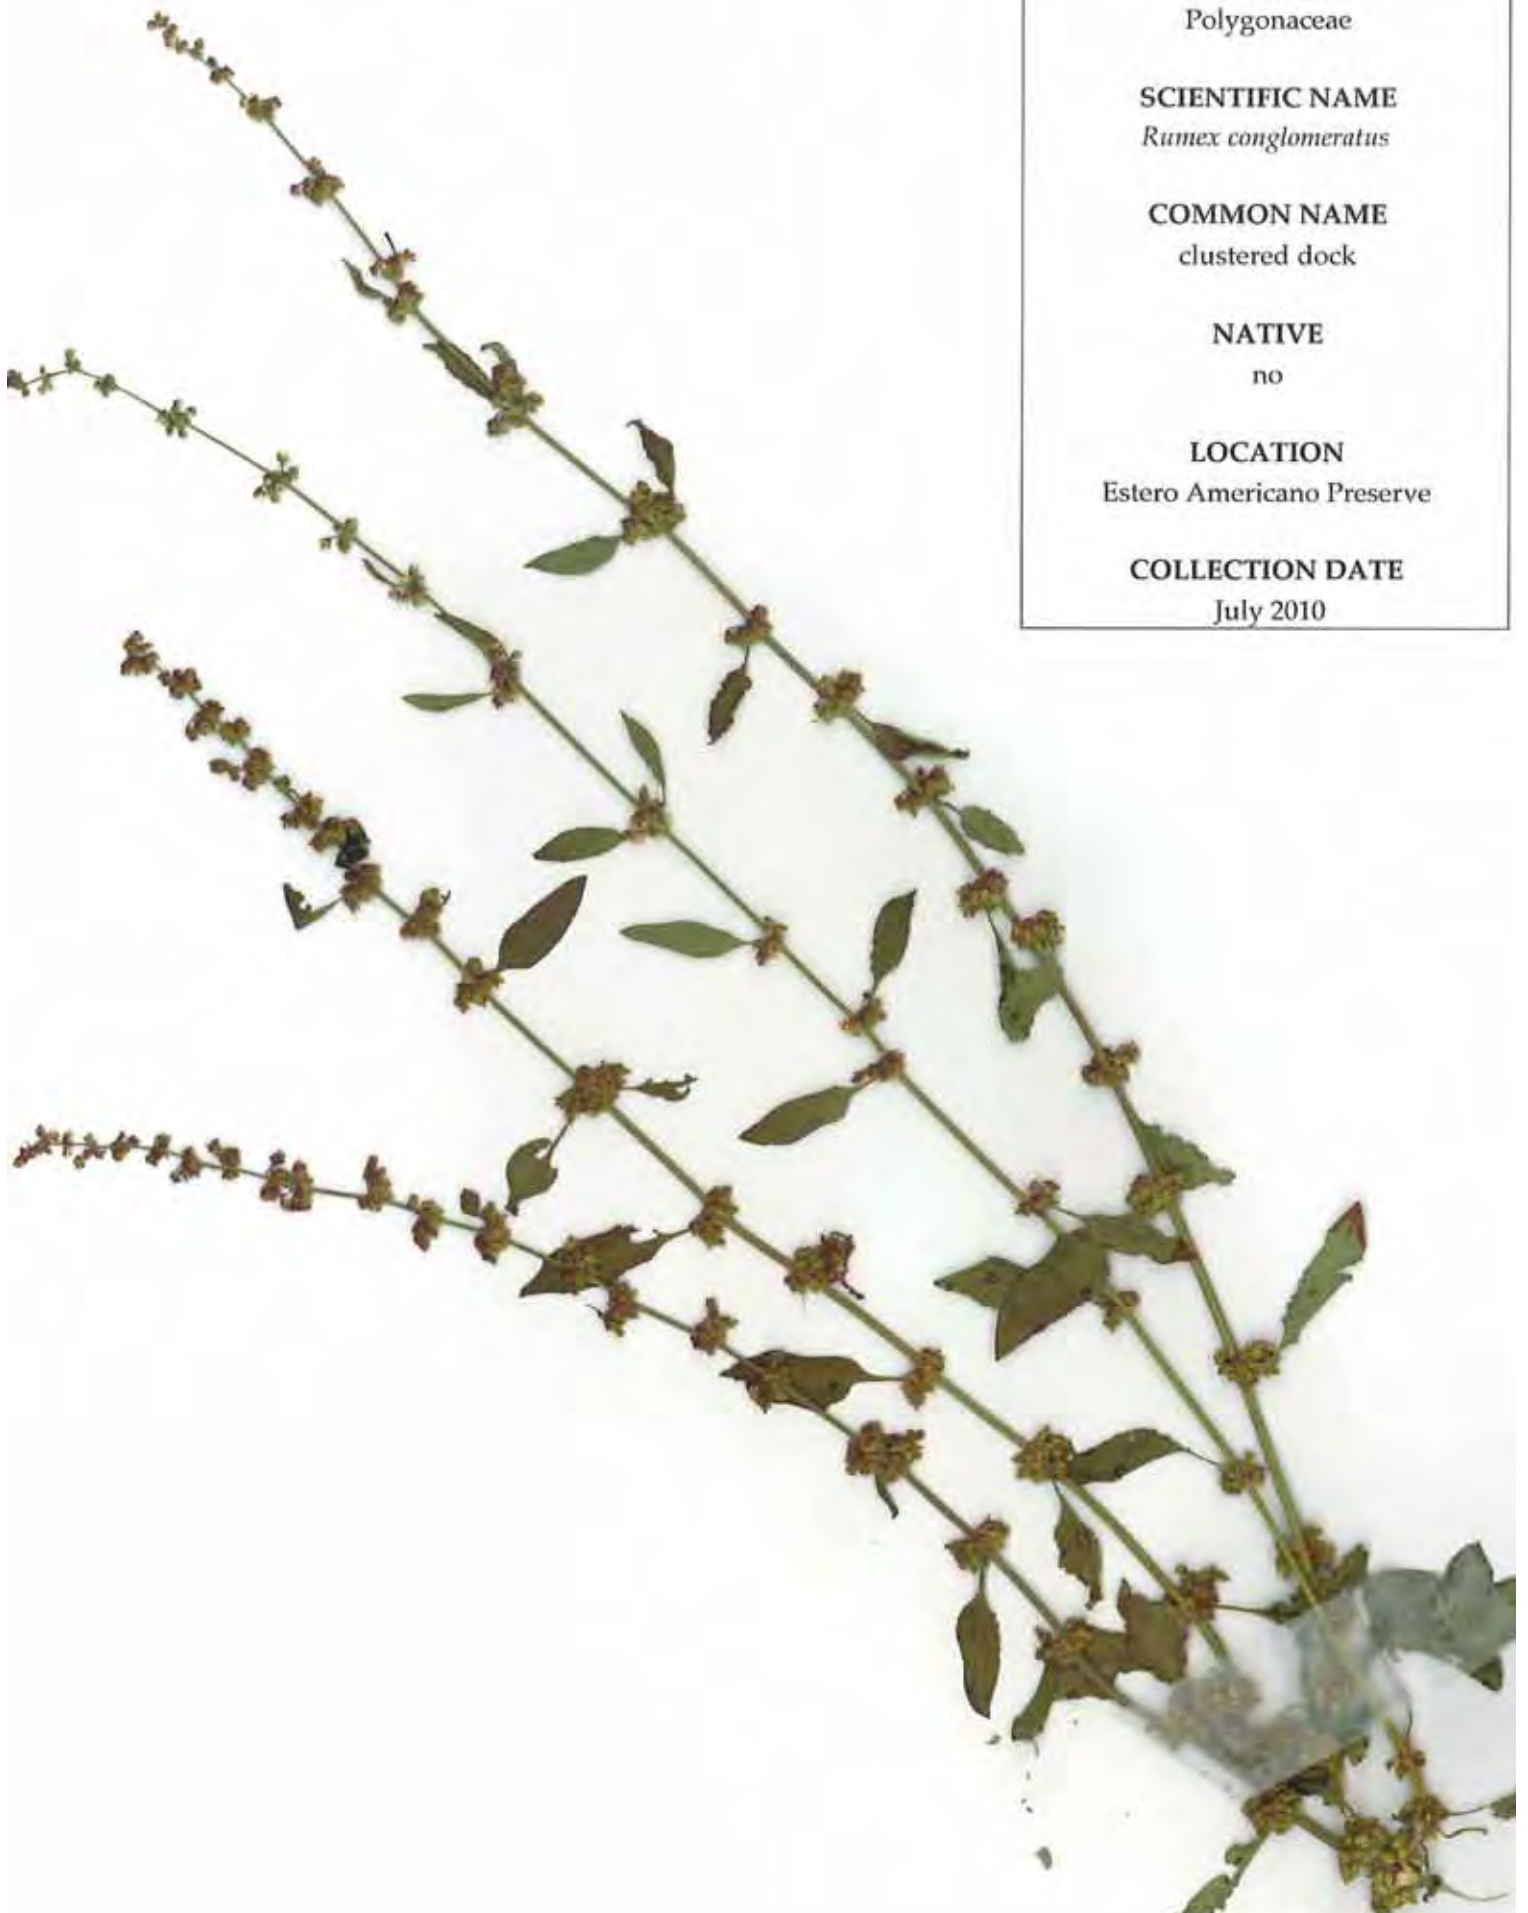 Polygonaceae
SCIENTIFIC NAME
Rumex conglomeratus
COMMON NAME
clustered dock
NATIVE
no
LOCATION
Estero Americano Preserve
COLLECTION DATE
July 2010